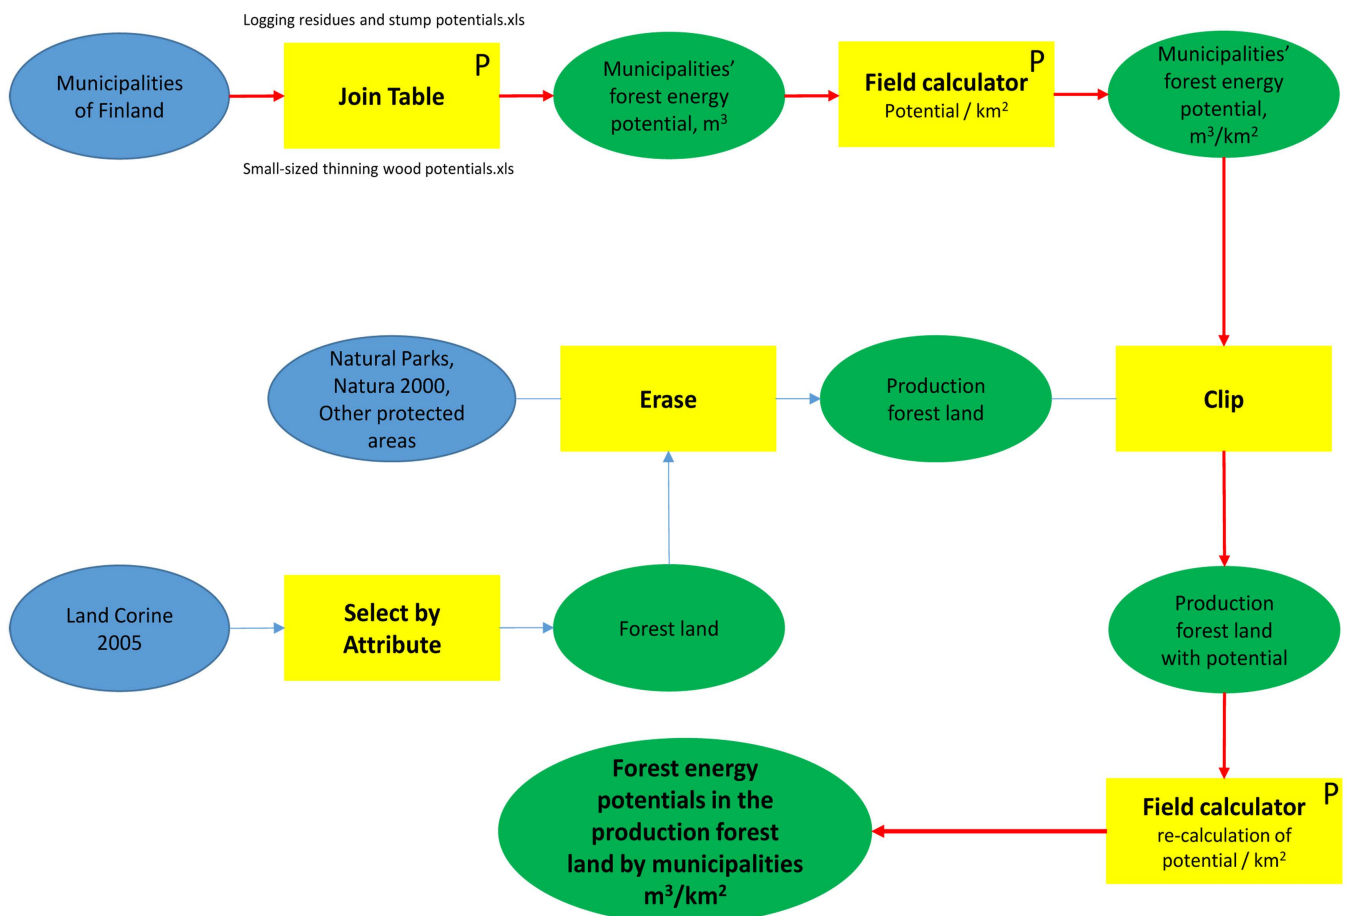 Logging residues and stump potentials.xls
Municipalities
of Finland
P
Join Table
Small-sized thinning wood potentials.xls
Municipalities’
forest energy
potential, m³
P
Field calculator
Potential / km²
Municipalities’
forest energy
potential,
m³/km²
Natural Parks,
Natura 2000,
Other protected
areas
Erase
Production
forest land
Clip
Land Corine
2005
Select by
Attribute
Forest land
Production
forest land
with potential
Forest energy
potentials in the
production forest
land by municipalities
m³/km²
P
Field calculator
re-calculation of
potential / km²